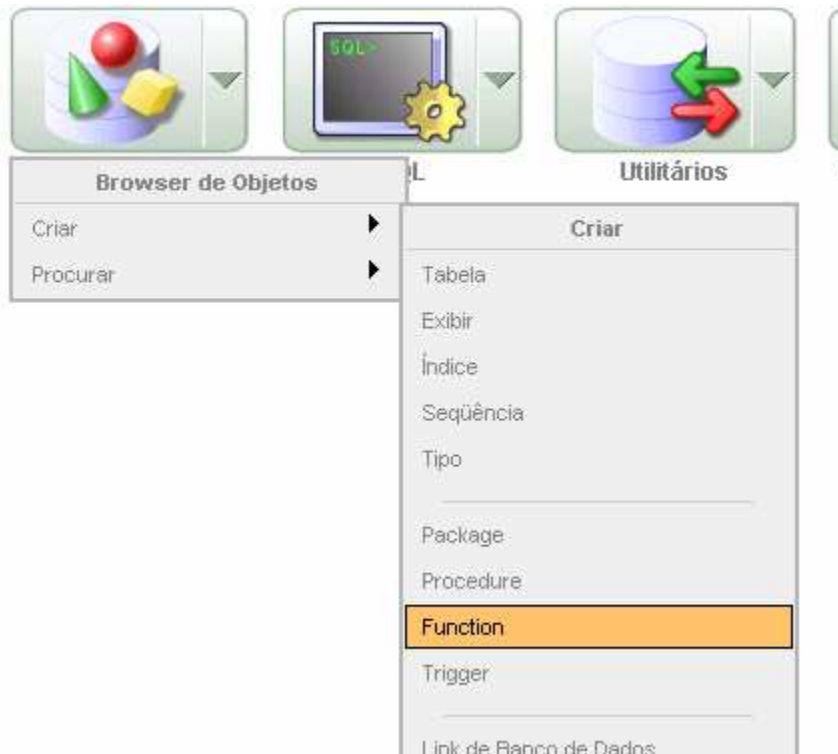 SQL>
L
Utilitários
Browser de Objetos
Criar
Procurar
Criar
Tabela
Exibir
Índice
Seqüência
Tipo
Package
Procedure
Function
Trigger
Link de Banco de Dados